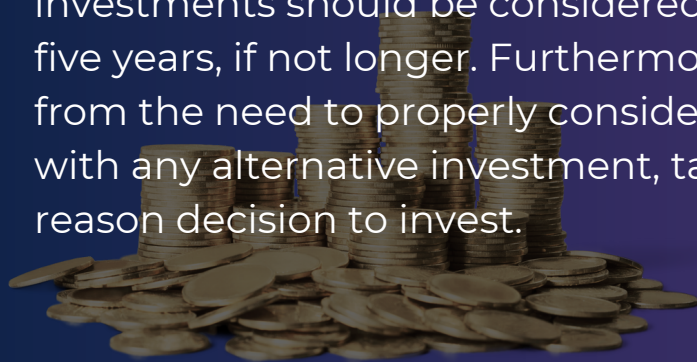 investments should be considered
five years, if not longer. Furthermo
from the need to properly conside
with any alternative investment, ta
reason decision to invest.